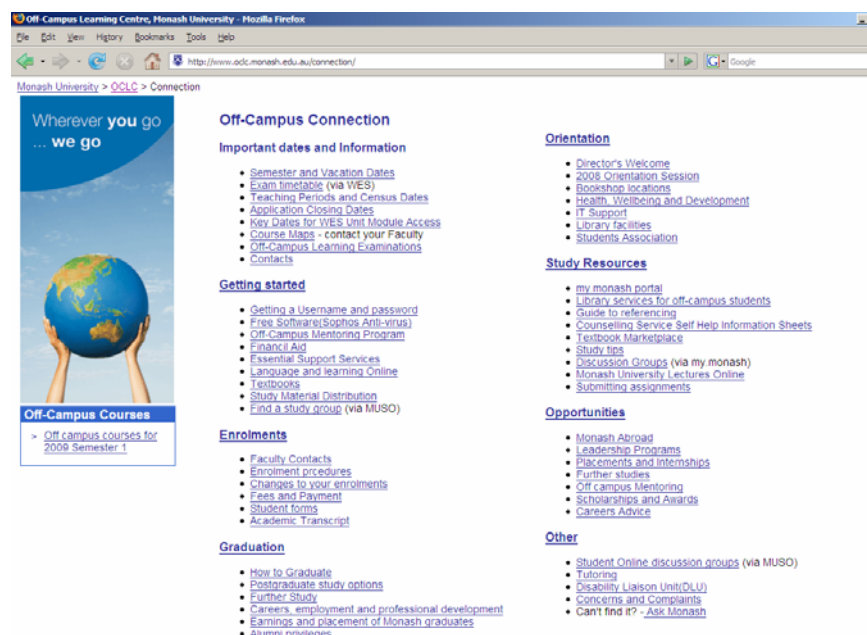 Off-Campus Learning Centre, Monash University - Mozilla Firefox
File Edit View History Bookmarks Tools Help
http://www.oclc.monash.edu.au/connection/
Google
Monash University > OCLC > Connection
Wherever you go
... we go
Off-Campus Courses
> Off campus courses for
2009 Semester 1
Off-Campus Connection
Important dates and Information
Semester and Vacation Dates
Exam timetable (via WES)
Teaching Periods and Census Dates
Application Closing Dates
Key Dates for WES Unit Module Access
Course Maps - contact your Faculty
Off-Campus Learning Examinations
Contacts
Getting started
Getting a Username and password
Free Software(Sophos Anti-virus)
Off-Campus Mentoring Program
Financil Aid
Essential Support Services
Language and learning Online
Textbooks
Study Material Distribution
Find a study group (via MUSO)
Enrolments
Faculty Contacts
Enrolment prcedures
Changes to your enrolments
Fees and Payment
Student forms
Academic Transcript
Graduation
How to Graduate
Postgraduate study options
Further Study
Careers, employment and professional development
Earnings and placement of Monash graduates
Alumni privileges
Orientation
Director's Welcome
2008 Orientation Session
Bookshop locations
Health, Wellbeing and Development
IT Support
Library facilities
Students Association
Study Resources
my.monash portal
Library services for off-campus students
Guide to referencing
Counselling Service Self Help Information Sheets
Textbook Marketplace
Study tips
Discussion Groups (via my.monash)
Monash University Lectures Online
Submitting assignments
Opportunities
Monash Abroad
Leadership Programs
Placements and Internships
Further studies
Off campus Mentoring
Scholarships and Awards
Careers Advice
Other
Student Online discussion groups (via MUSO)
Tutoring
Disability Liaison Unit(DLU)
Concerns and Complaints
Can't find it? - Ask Monash